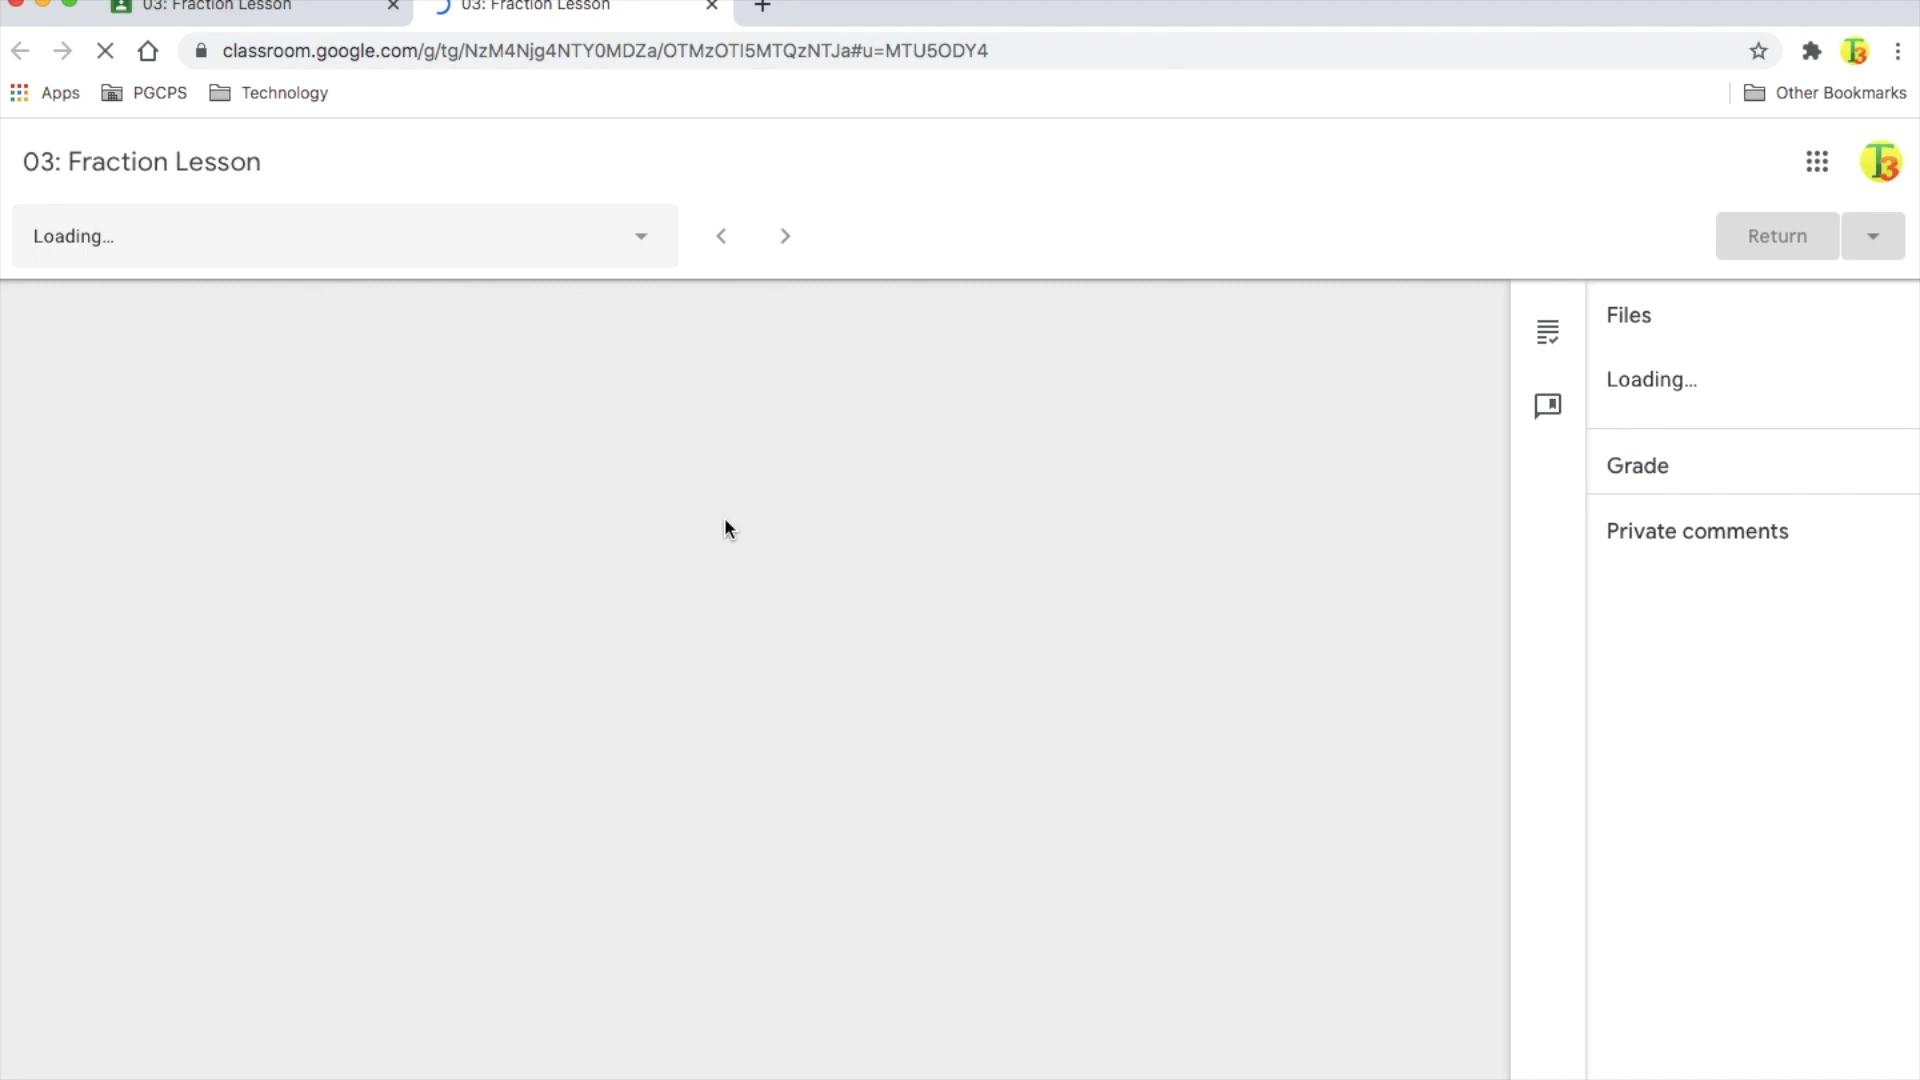 03: Fraction Lesson
03: Fraction Lesson
classroom.google.com/g/tg/NzM4Njg4NTY0MDZa/OTMzOTI5MTQzNTJa#u=MTU5ODY4
Apps PGCPS Technology Other Bookmarks
03: Fraction Lesson
T3
Loading...
Return
Files
Loading...
Grade
Private comments